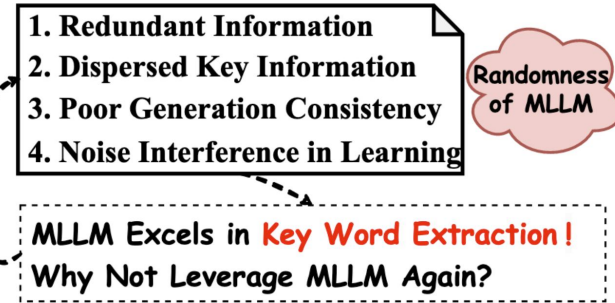 1. Redundant Information
2. Dispersed Key Information
3. Poor Generation Consistency
4. Noise Interference in Learning
Randomness
of MLLM
MLLM Excels in Key Word Extraction!
Why Not Leverage MLLM Again?